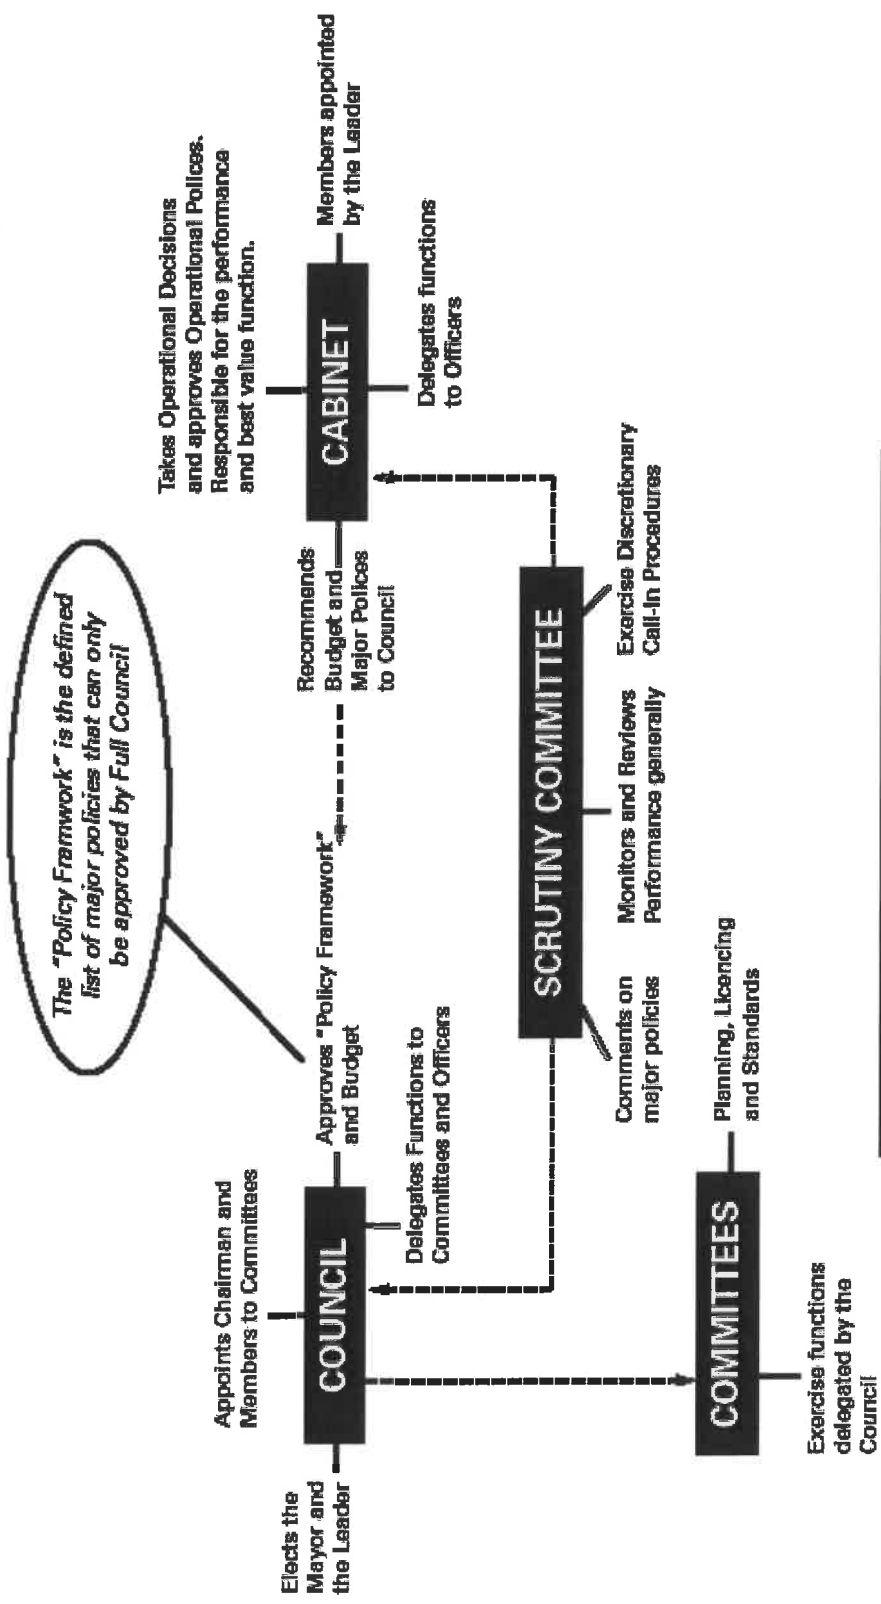 The "Policy Framwork" is the defined
list of major policies that can only
be approved by Full Council
Elects the
Mayor and
the Leader
Appoints Chairman and
Members to Committees
COUNCIL
Approves "Policy Framework"
and Budget
Delegates Functions to
Committees and Officers
Recommends
Budget and
Major Polices
to Council
Takes Operational Decisions
and approves Operational Polices.
Responsible for the performance
and best value function.
CABINET
Members appointed
by the Leader
Delegates functions
to Officers
SCRUTINY COMMITTEE
Comments on
major policies
Monitors and Reviews
Performance generally
Exercise Discretionary
Call-In Procedures
COMMITTEES
Planning, Licencing
and Standards
Exercise functions
delegated by the
Council